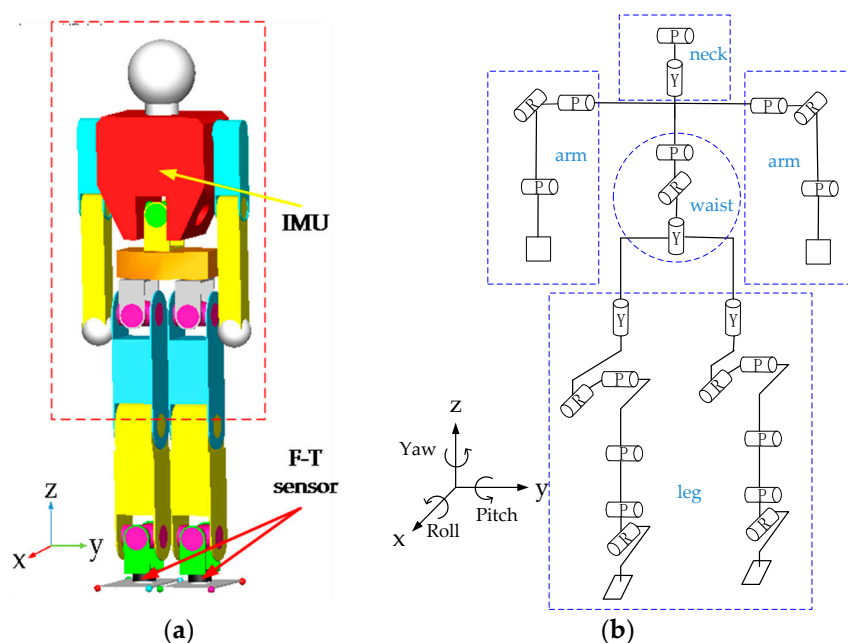 IMU
F-T
sensor
z
y
x
(a)
P
neck
Y
R
P
P
R
arm
P
arm
P
R
P
waist
Y
Y
Y
R
P
R
P
z
Yaw
y
Pitch
Roll
x
P
P
leg
P
P
R
R
(b)